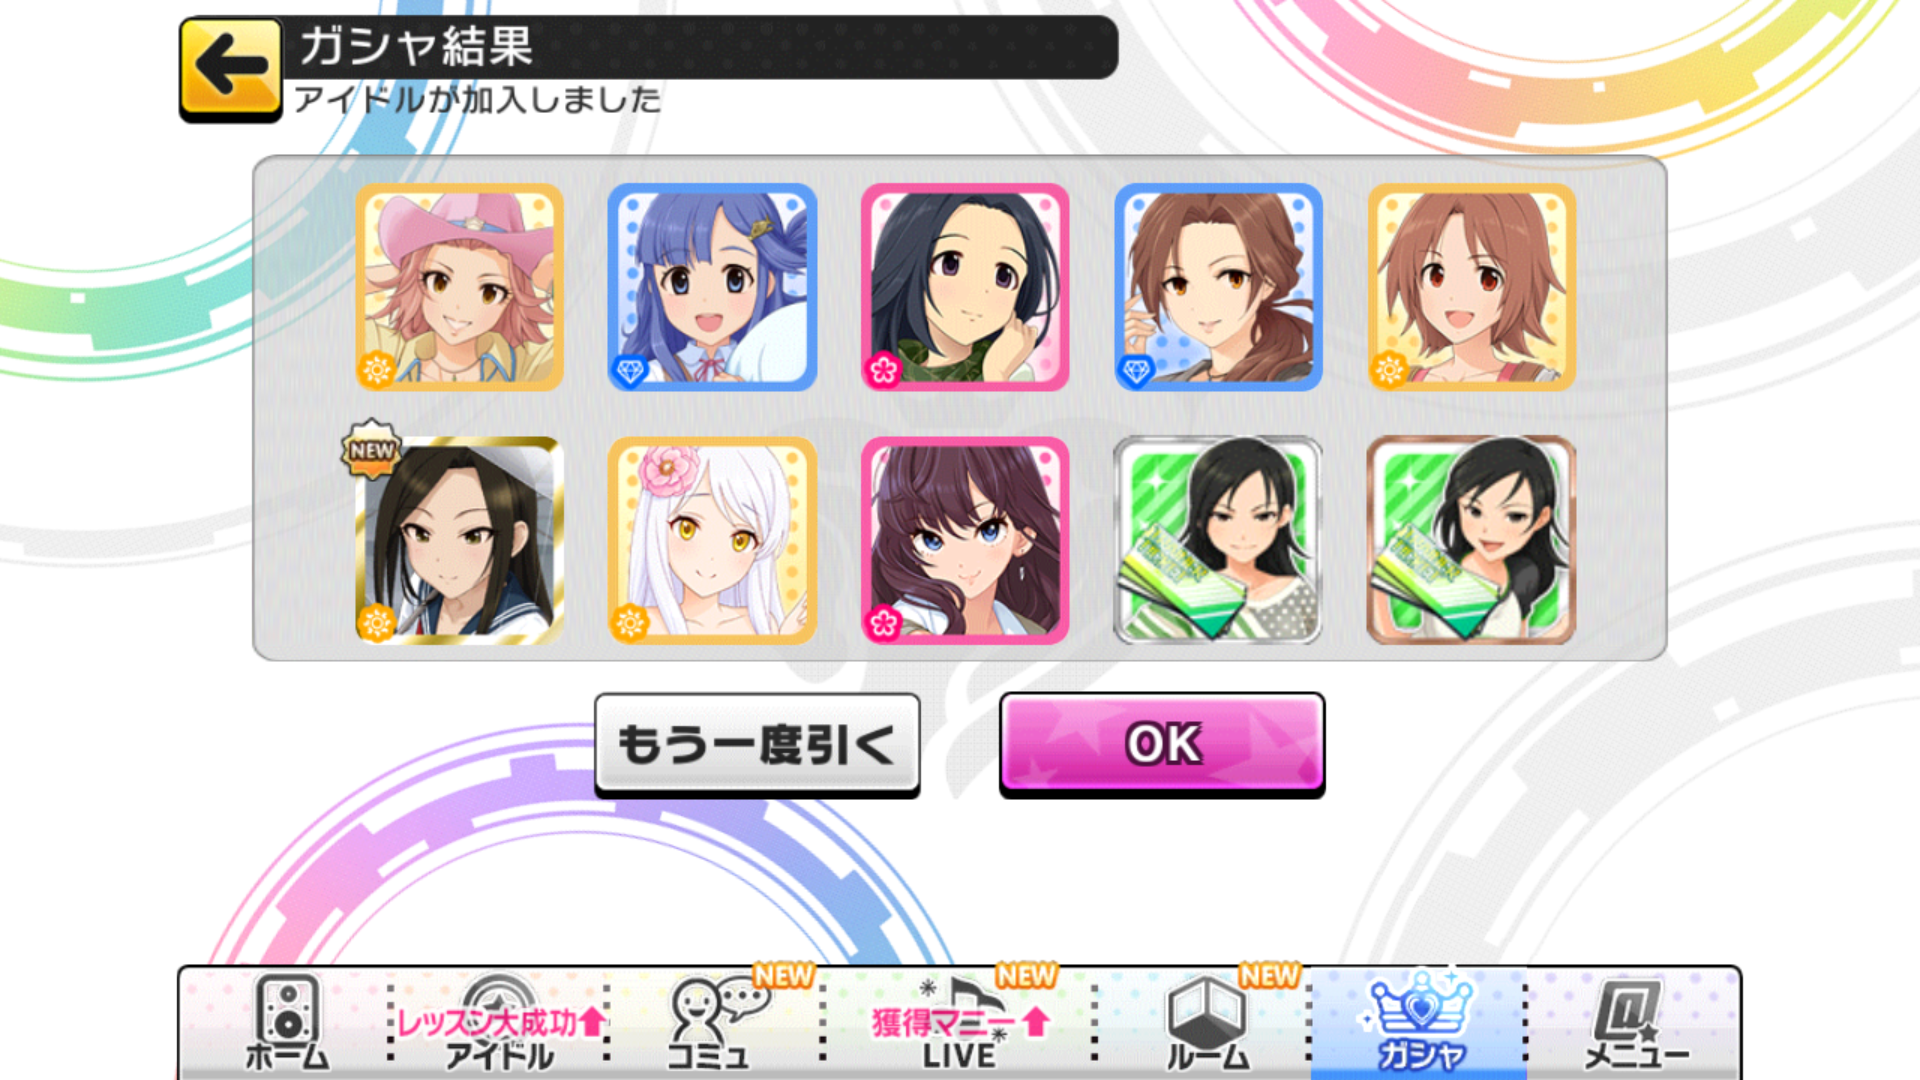 ガシャ結果
アイドルが加入しました
NEW
もう一度引く
OK
ホーム
レッスン大成功
アイドル
NEW
コミュ
NEW
獲得マニー
LIVE
NEW
ルーム
ガシャ
メニュー